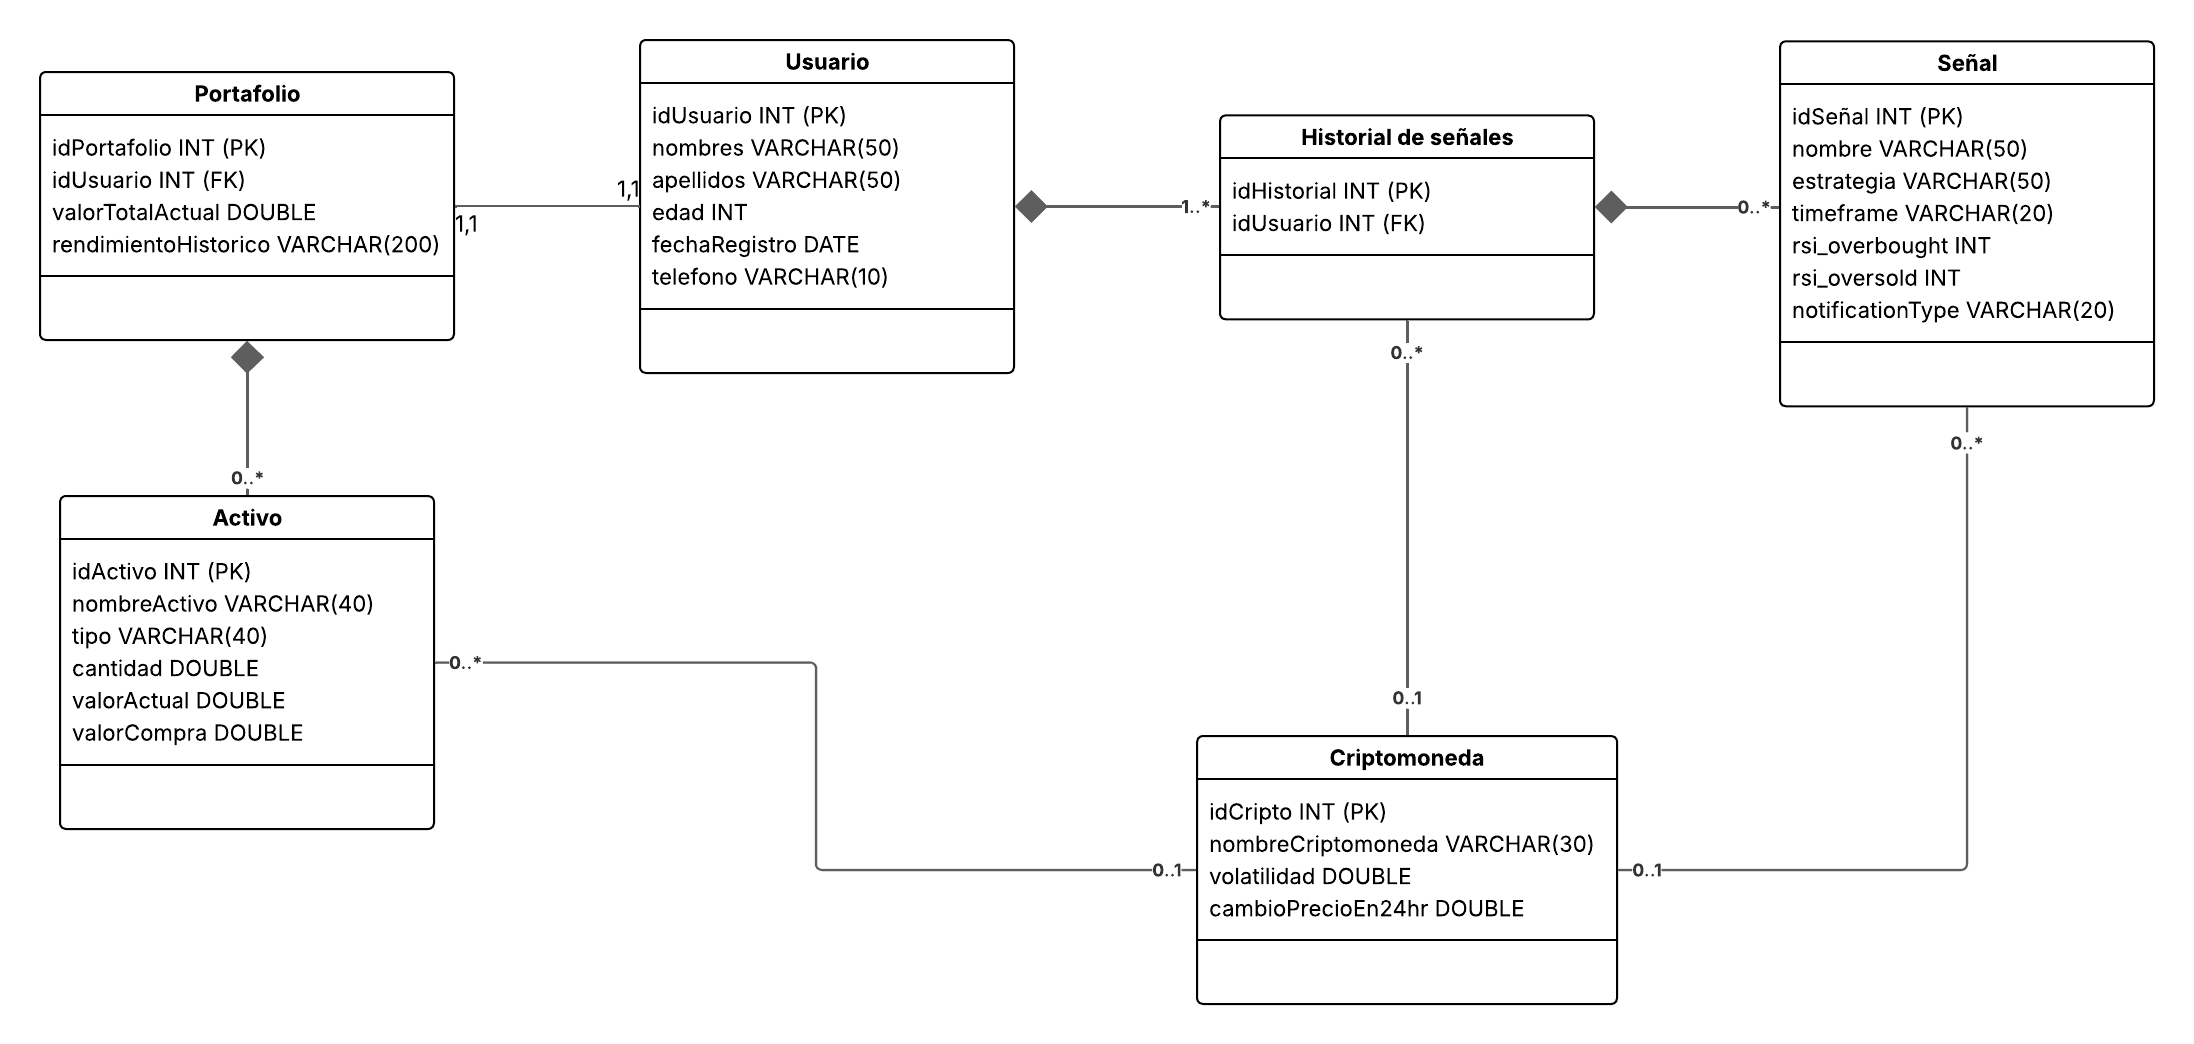 Portafolio
idPortafolio INT (PK)
idUsuario INT (FK)
valorTotalActual DOUBLE
rendimientoHistorico VARCHAR(200)
1,1
1,1
Usuario
idUsuario INT (PK)
nombres VARCHAR(50)
apellidos VARCHAR(50)
edad INT
fechaRegistro DATE
telefono VARCHAR(10)
1..*
Historial de señales
idHistorial INT (PK)
idUsuario INT (FK)
0..*
Señal
idSeñal INT (PK)
nombre VARCHAR(50)
estrategia VARCHAR(50)
timeframe VARCHAR(20)
rsi_overbought INT
rsi_oversold INT
notificationType VARCHAR(20)
0..*
0..*
0..*
Activo
idActivo INT (PK)
nombreActivo VARCHAR(40)
tipo VARCHAR(40)
cantidad DOUBLE
valorActual DOUBLE
valorCompra DOUBLE
0..*
0..1
0..1
Criptomoneda
idCripto INT (PK)
nombreCriptomoneda VARCHAR(30)
volatilidad DOUBLE
cambioPrecioEn24hr DOUBLE
0..1